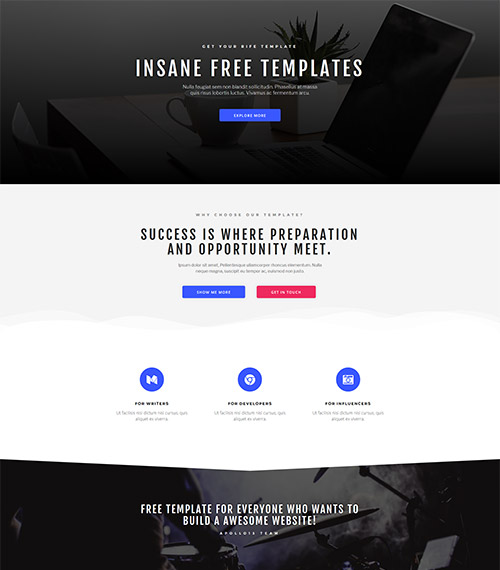 GET YOUR RIFE TEMPLATE
INSANE FREE TEMPLATES
Nulla feugiat sem non blandit sollicitudin. Phasellus at massa
quis risus lobortis luctus. Vivamus ac fermentum arcu.
EXPLORE MORE
WHY CHOOSE OUR TEMPLATE?
SUCCESS IS WHERE PREPARATION
AND OPPORTUNITY MEET.
Ipsum dolor sit amet, Pellentesque ullamcorper rhoncus elementum. Nulla
neque magna, suscipit eu tempor ac, euismod non justo.
SHOW ME MORE
GET IN TOUCH
FOR WRITERS
FOR DEVELOPERS
FOR INFLUENCERS
Ut facilisis nisi dictum nisi cursus, quis
aliquet ex viverra.
Ut facilisis nisi dictum nisi cursus, quis
aliquet ex viverra.
Ut facilisis nisi dictum nisi cursus, quis
aliquet ex viverra.
FREE TEMPLATE FOR EVERYONE WHO WANTS TO
BUILD A AWESOME WEBSITE!
APOLLO13 TEAM